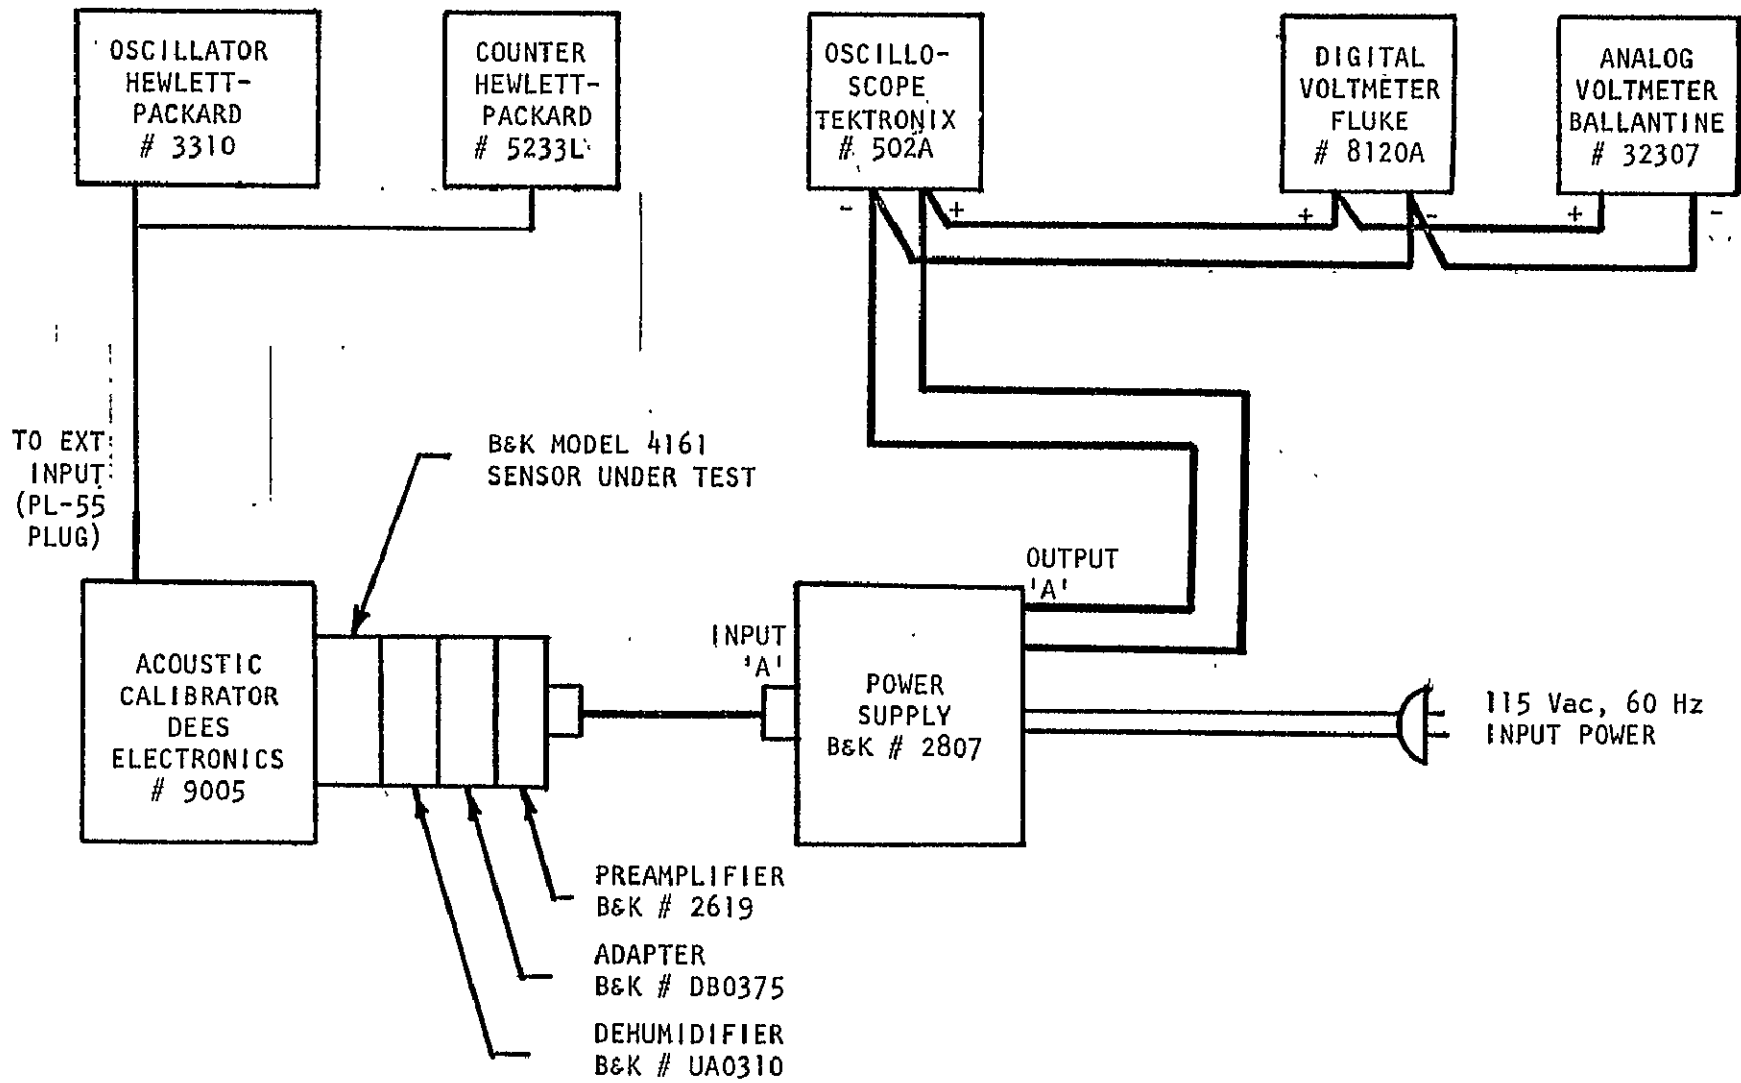 OSCILLATOR
HEWLETT-
PACKARD
# 3310
COUNTER
HEWLETT-
PACKARD
# 5233L
OSCILLO-
SCOPE
TEKTRONIX
# 502A
DIGITAL
VOLTMETER
FLUKE
# 8120A
ANALOG
VOLTMETER
BALLANTINE
# 32307
- + + - + -
TO EXT
INPUT
(PL-55
PLUG)
B&K MODEL 4161
SENSOR UNDER TEST
ACOUSTIC
CALIBRATOR
DEES
ELECTRONICS
# 9005
INPUT
'A'
OUTPUT
'A'
POWER
SUPPLY
B&K # 2807
115 Vac, 60 Hz
INPUT POWER
PREAMPLIFIER
B&K # 2619
ADAPTER
B&K # DB0375
DEHUMIDIFIER
B&K # UA0310